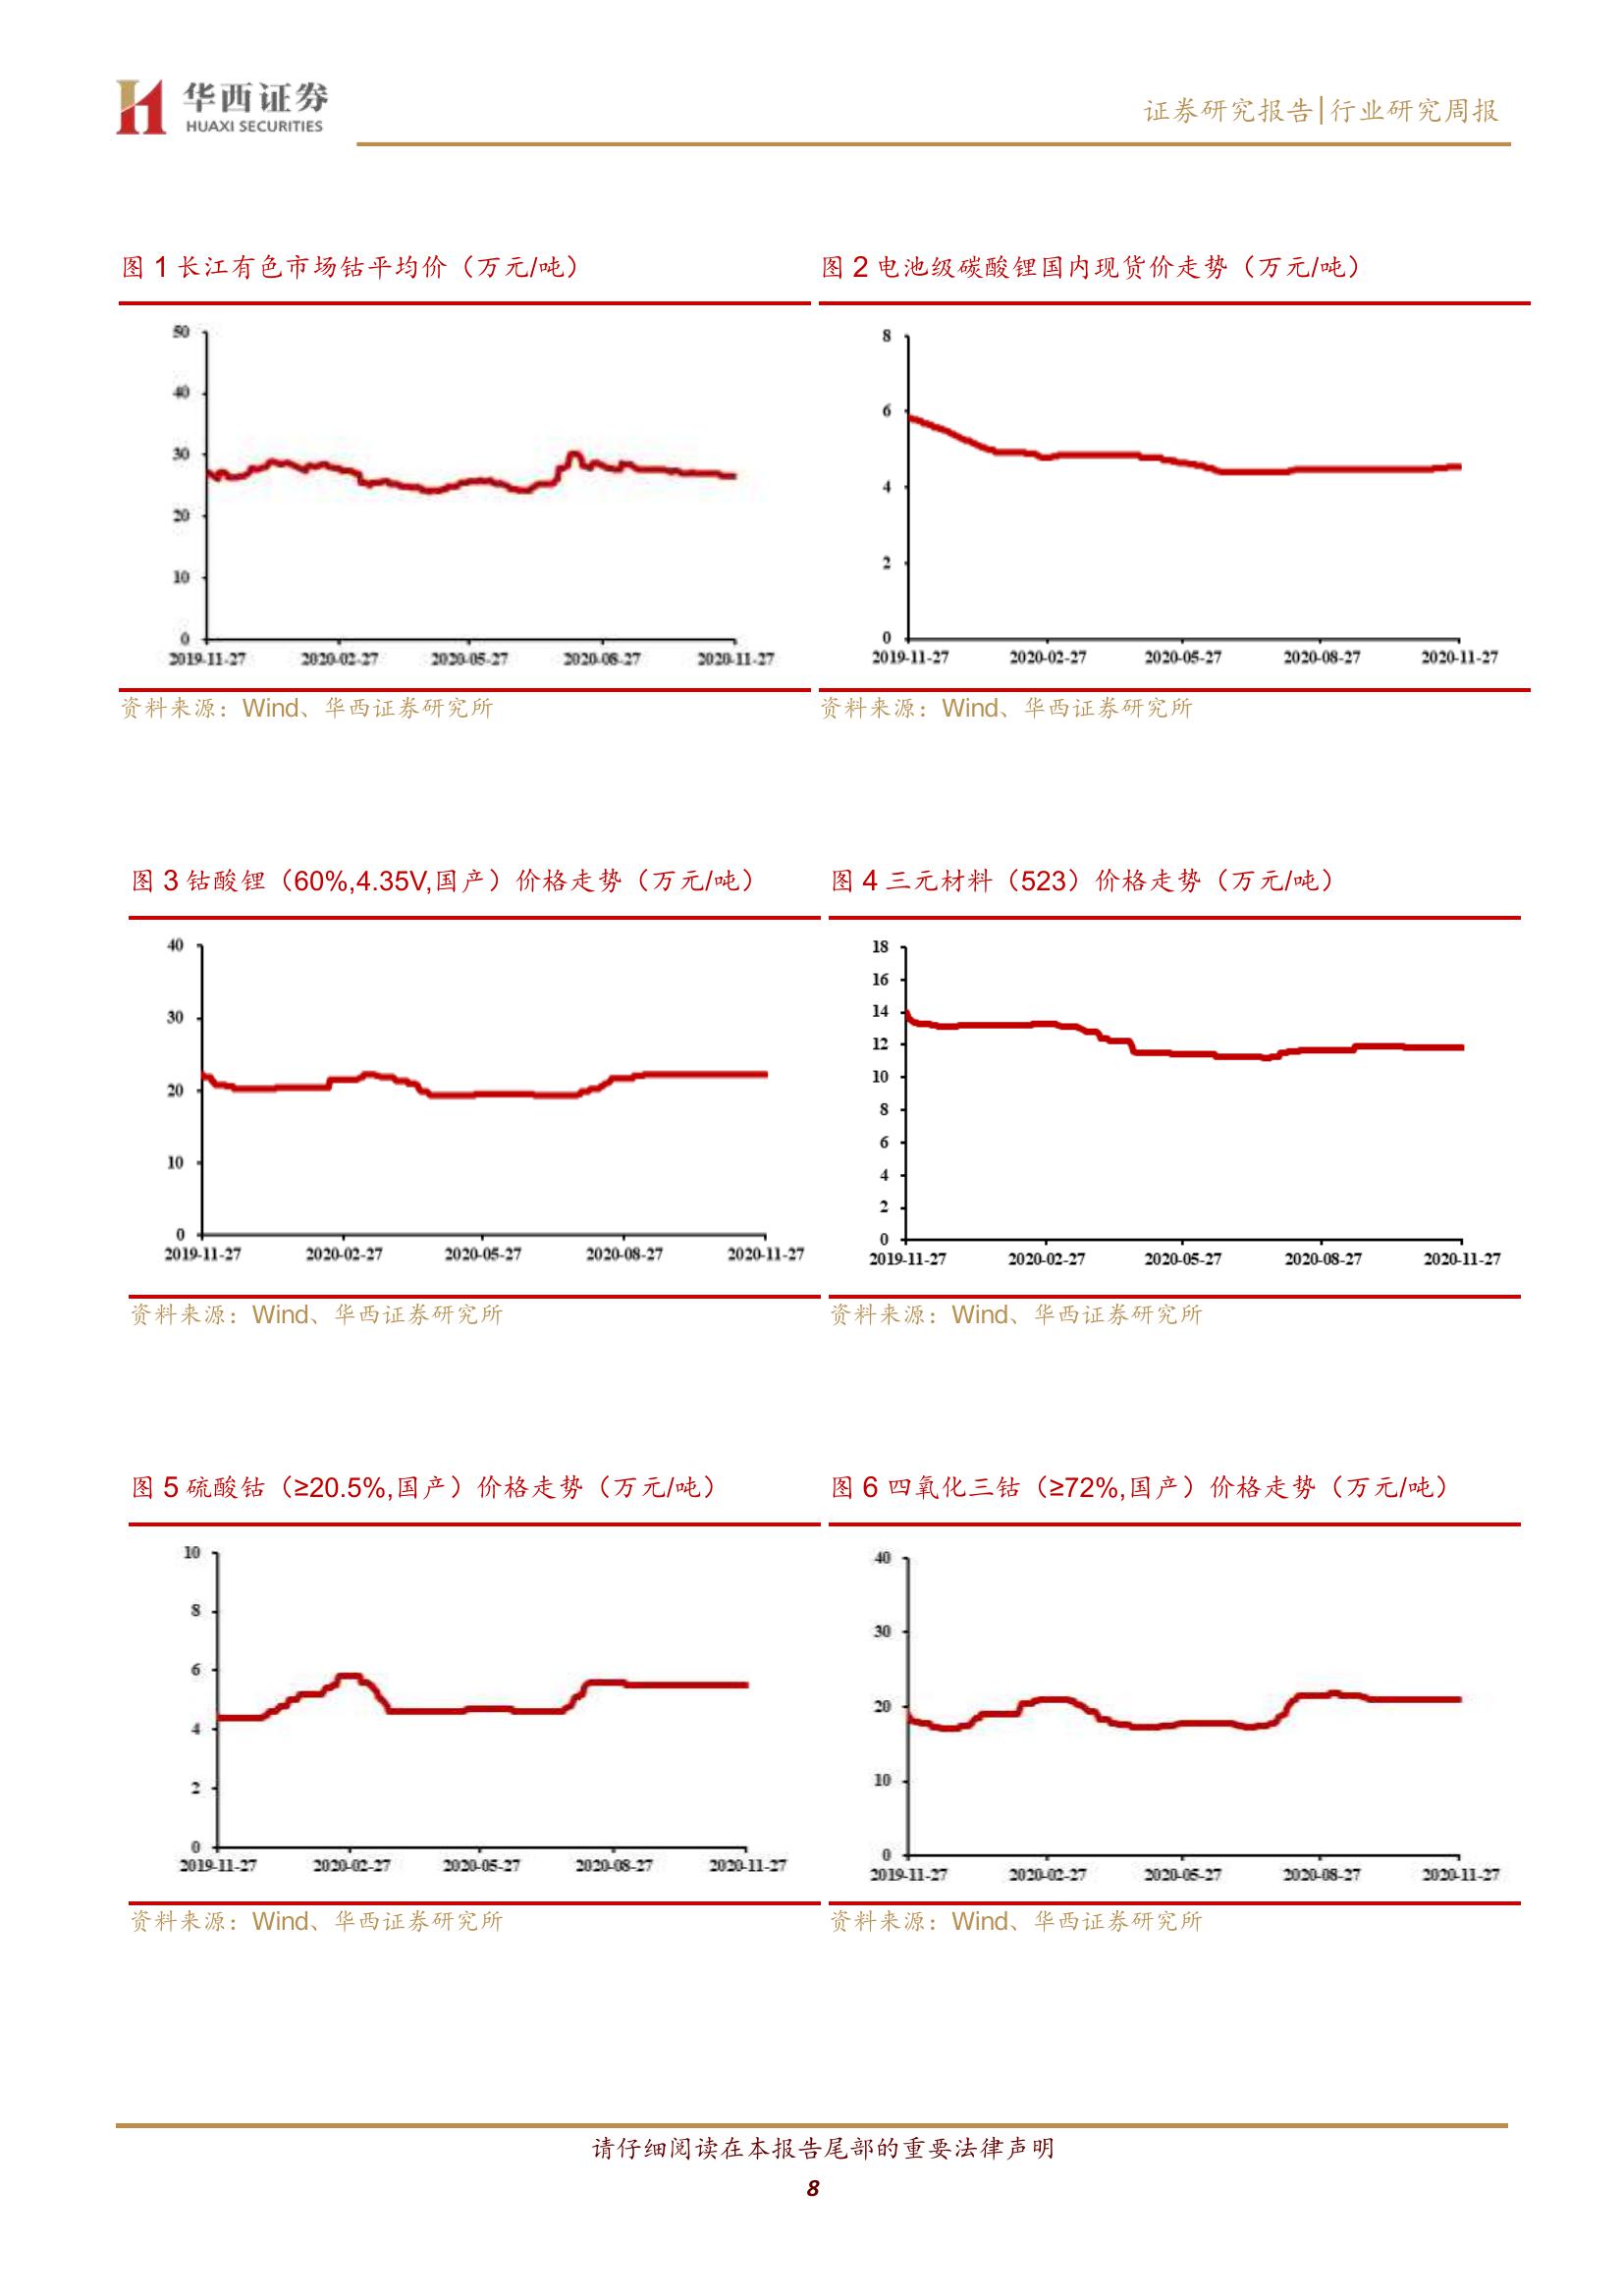 华西证券
HUAXI SECURITIES
证券研究报告|行业研究周报
图 1 长江有色市场钴平均价（万元/吨）
50
40
30
20
10
0
2019-11-27 2020-02-27 2020-05-27 2020-08-27 2020-11-27
资料来源：Wind、华西证券研究所
图 2 电池级碳酸锂国内现货价走势（万元/吨）
8
6
4
2
0
2019-11-27 2020-02-27 2020-05-27 2020-08-27 2020-11-27
资料来源：Wind、华西证券研究所
图 3 钴酸锂（60%,4.35V,国产）价格走势（万元/吨）
40
30
20
10
0
2019-11-27 2020-02-27 2020-05-27 2020-08-27 2020-11-27
资料来源：Wind、华西证券研究所
图 4 三元材料（523）价格走势（万元/吨）
18
16
14
12
10
8
6
4
2
0
2019-11-27 2020-02-27 2020-05-27 2020-08-27 2020-11-27
资料来源：Wind、华西证券研究所
图 5 硫酸钴（≥20.5%,国产）价格走势（万元/吨）
10
8
6
4
2
0
2019-11-27 2020-02-27 2020-05-27 2020-08-27 2020-11-27
资料来源：Wind、华西证券研究所
图 6 四氧化三钴（≥72%,国产）价格走势（万元/吨）
40
30
20
10
0
2019-11-27 2020-02-27 2020-05-27 2020-08-27 2020-11-27
资料来源：Wind、华西证券研究所
请仔细阅读在本报告尾部的重要法律声明
8